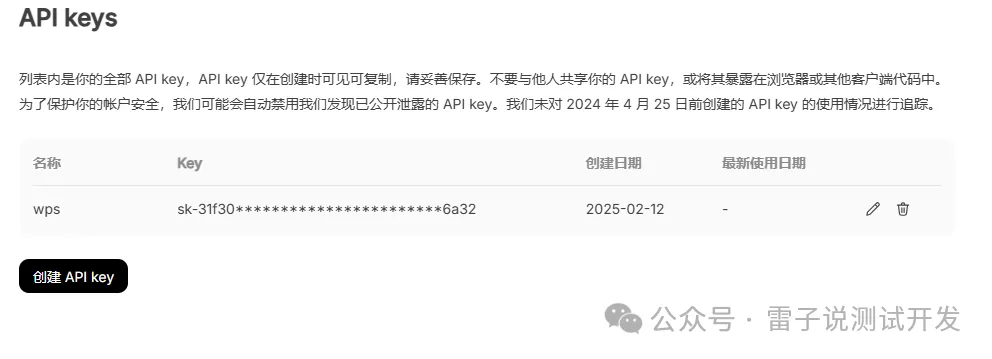 API keys
列表内是你的全部 API key，API key 仅在创建时可见可复制，请妥善保存。不要与他人共享你的 API key，或将其暴露在浏览器或其他客户端代码中。
为了保护你的帐户安全，我们可能会自动禁用我们发现已公开泄露的 API key。我们未对 2024 年 4 月 25 日前创建的 API key 的使用情况进行追踪。
名称 Key 创建日期 最新使用日期
wps sk-31f30***********************6a32 2025-02-12 -
创建 API key
公众号 · 雷子说测试开发